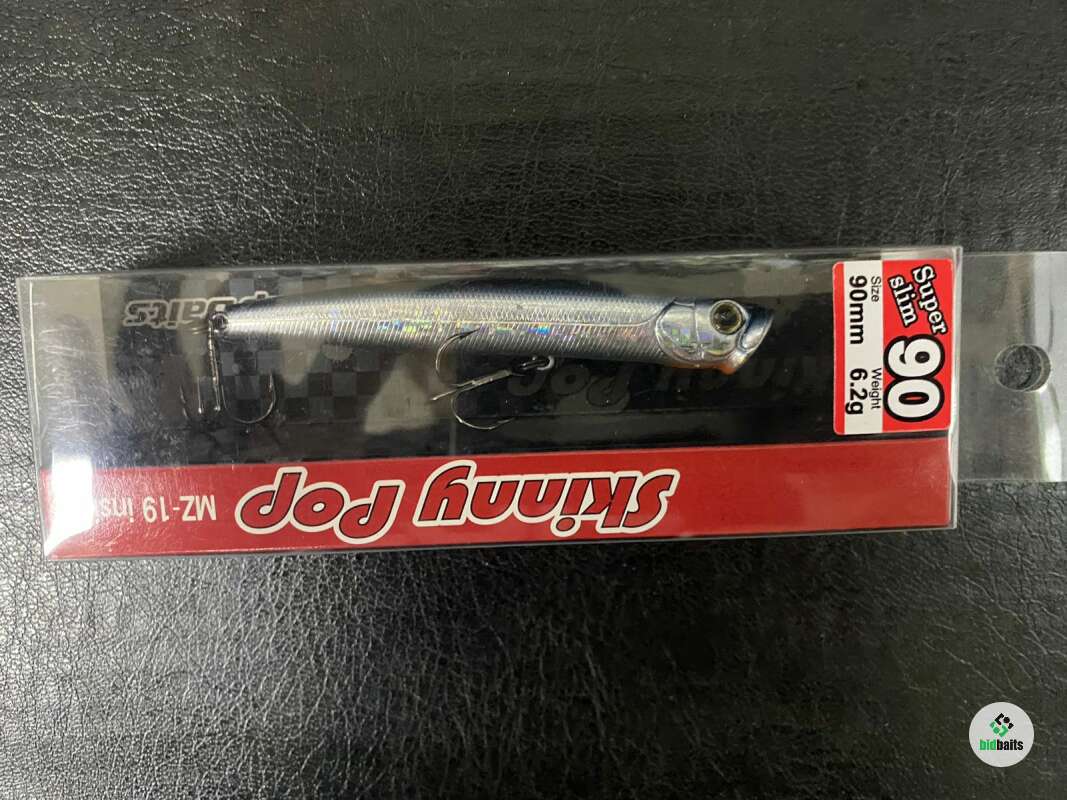 Super
slim
90
Size
90mm
Weight
6.2g
Skinny Pop
MZ-19
bidbaits